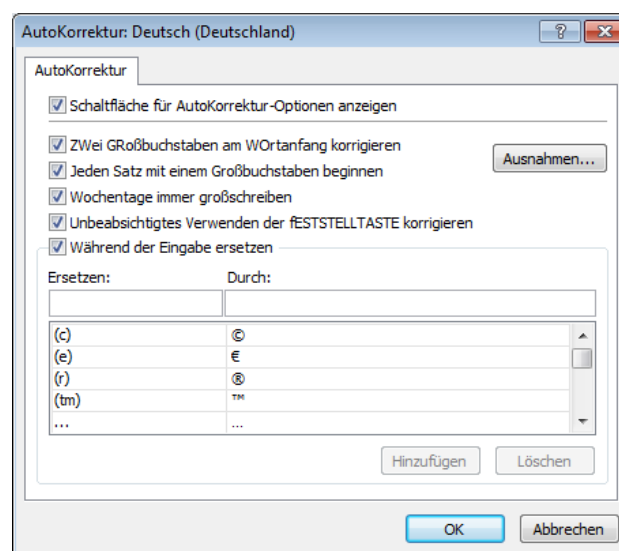 AutoKorrektur: Deutsch (Deutschland)
AutoKorrektur
Schaltfläche für AutoKorrektur-Optionen anzeigen
ZWei GRoßbuchstaben am WOrtanfang korrigieren
Ausnahmen...
Jeden Satz mit einem Großbuchstaben beginnen
Wochentage immer großschreiben
Unbeabsichtigtes Verwenden der fESTSTELLTASTE korrigieren
Während der Eingabe ersetzen
Ersetzen: Durch:
(c) ©
(e) €
(r) ®
(tm) ™
... …
Hinzufügen Löschen
OK Abbrechen